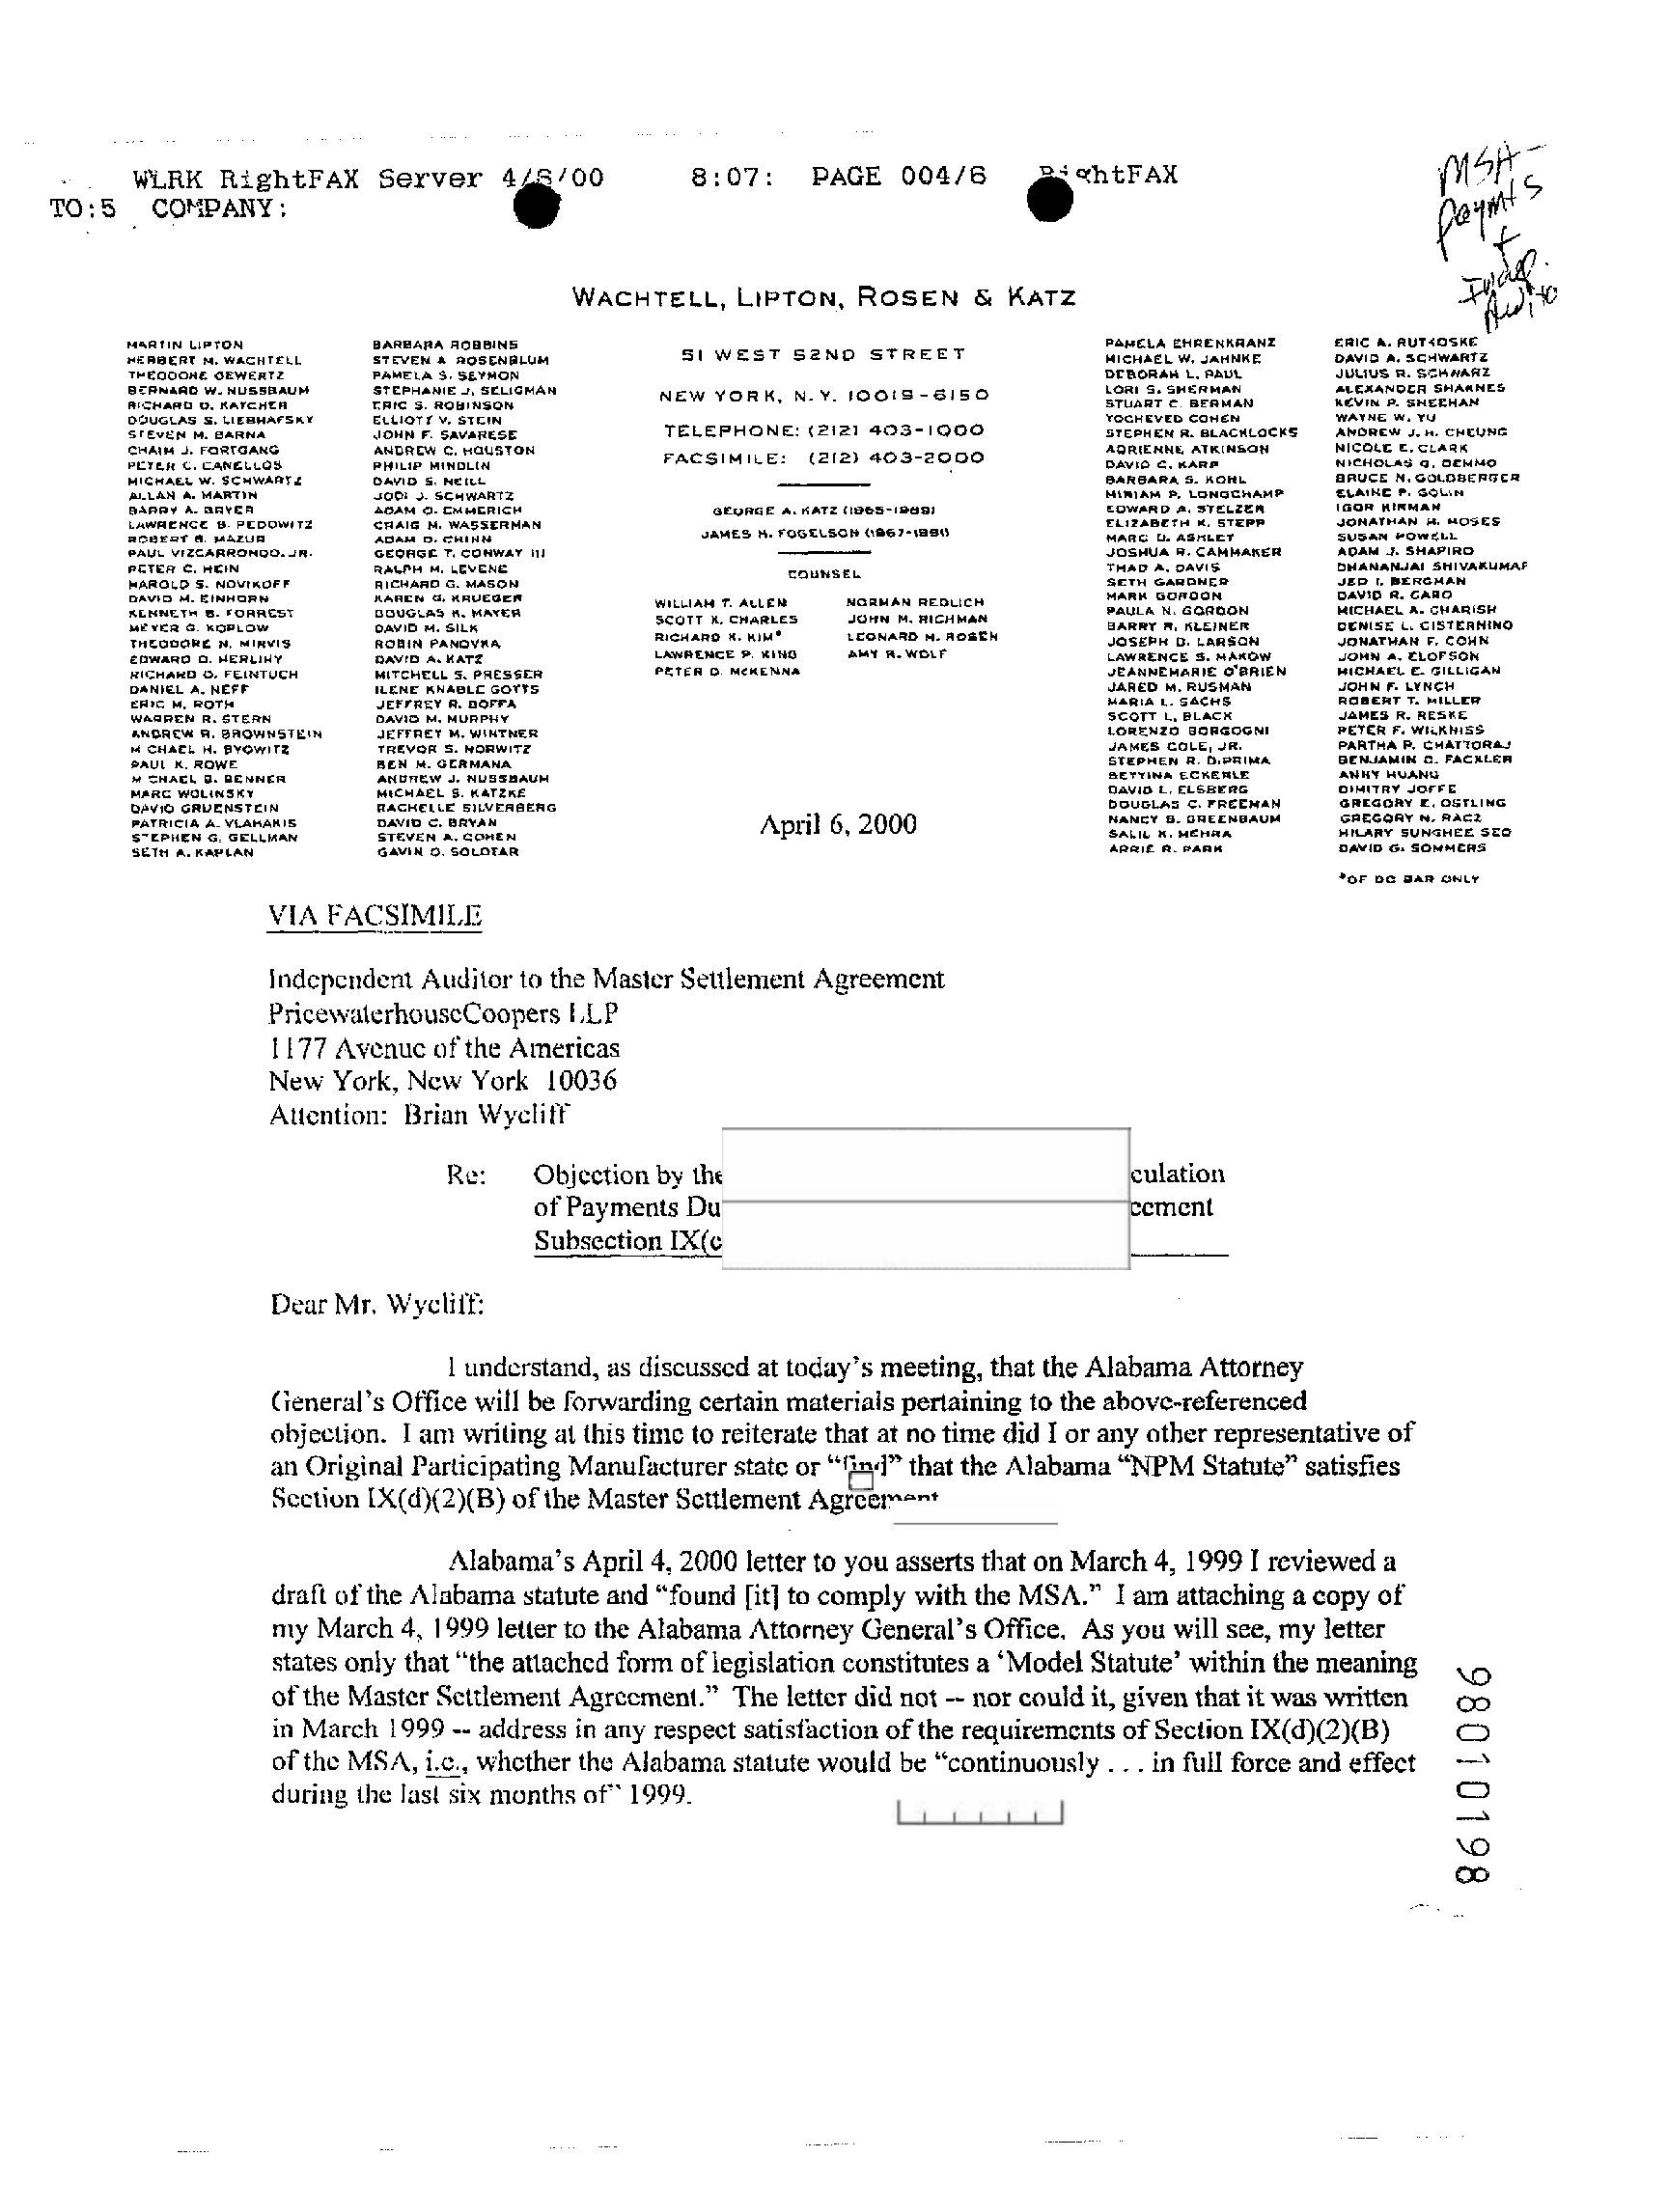 WLRK RightFAX Server 4/6/00 8:07: PAGE 004/6 RightFAX
TO:5 COMPANY:
MSA-
Paymts
+
Indep.
WACHTELL, LIPTON, ROSEN & KATZ
MARTIN LIPTON
HERBERT M. WACHTELL
THEODORE GEWERTZ
BERNARD W. NUSSBAUM
RICHARD D. KATCHER
DOUGLAS S. LIEBHAFSKY
STEVEN M. BARNA
CHAIM J. FORTGANG
PETER C. CANELLOS
MICHAEL W. SCHWARTZ
ALLAN A. MARTIN
BARRY A. BRYER
LAWRENCE B. PEDOWITZ
ROBERT B. MAZUR
PAUL VIZCARRONDO, JR.
PETER C. HEIN
HAROLD S. NOVIKOFF
DAVID M. EINHORN
KENNETH B. FORREST
MEYER G. KOPLOW
THEODORE N. MIRVIS
EDWARD D. HERLIHY
RICHARD D. FEINTUCH
DANIEL A. NEFF
ERIC M. ROTH
WARREN R. STERN
ANDREW R. BROWNSTEIN
M CHAEL H. BYOWITZ
PAUL K. ROWE
M CHAEL B. BENNER
MARC WOLINSKY
DAVID GRUENSTEIN
PATRICIA A. VLAHAKIS
STEPHEN G. GELLMAN
SETH A. KAPLAN
BARBARA ROBBINS
STEVEN A ROSENBLUM
PAMELA S. SEYMON
STEPHANIE J. SELIGMAN
ERIC S. ROBINSON
ELLIOTT V. STEIN
JOHN F. SAVARESE
ANDREW C. HOUSTON
PHILIP MINDLIN
DAVID S. NEILL
JODI J. SCHWARTZ
ADAM O. EMMERICH
CRAIG M. WASSERMAN
ADAM D. CHINN
GEORGE T. CONWAY III
RALPH M. LEVENE
RICHARD G. MASON
KAREN G. KRUEGER
DOUGLAS K. MAYER
DAVID M. SILK
ROBIN PANOVKA
DAVID A. KATZ
MITCHELL S. PRESSER
ILENE KNABLE GOTTS
JEFFREY R. BOFFA
DAVID M. MURPHY
JEFFREY M. WINTNER
TREVOR S. NORWITZ
BEN M. GERMANA
ANDREW J. NUSSBAUM
MICHAEL S. KATZKE
RACHELLE SILVERBERG
DAVID C. BRYAN
STEVEN A. COHEN
GAVIN D. SOLOTAR
51 WEST 52ND STREET
NEW YORK, N.Y. 10019-6150
TELEPHONE: (212) 403-1000
FACSIMILE: (212) 403-2000
GEORGE A. KATZ (1965-1989)
JAMES H. FOGELSON (1967-1991)
COUNSEL
WILLIAM T. ALLEN NORMAN REDLICH
SCOTT K. CHARLES JOHN M. RICHMAN
RICHARD K. KIM* LEONARD M. ROSEN
LAWRENCE P. KING AMY R. WOLF
PETER D. MCKENNA
April 6, 2000
PAMELA EHRENKRANZ
MICHAEL W. JAHNKE
DEBORAH L. PAUL
LORI S. SHERMAN
STUART C. BERMAN
YOCHEVED COHEN
STEPHEN R. BLACKLOCKS
ADRIENNE ATKINSON
DAVID C. KARP
BARBARA S. KOHL
MIRIAM P. LONGCHAMP
EDWARD A. STELZER
ELIZABETH K. STEPP
MARC D. ASHLEY
JOSHUA R. CAMMAKER
THAD A. DAVIS
SETH GARDNER
MARK GORDON
PAULA N. GORDON
BARRY R. KLEINER
JOSEPH D. LARSON
LAWRENCE S. MAKOW
JEANNEMARIE O'BRIEN
JARED M. RUSMAN
MARIA L. SACHS
SCOTT L. BLACK
LORENZO BORGOGNI
JAMES COLE, JR.
STEPHEN R. DIPRIMA
BETTINA ECKERLE
DAVID L. ELSBERG
DOUGLAS C. FREEMAN
NANCY B. GREENBAUM
SALIL K. MEHRA
ARRIE R. PARK
ERIC A. RUTKOSKE
DAVID A. SCHWARTZ
JULIUS R. SCHWARZ
ALEXANDER SHAKNES
KEVIN P. SHEEHAN
WAYNE W. YU
ANDREW J. H. CHEUNG
NICOLE E. CLARK
NICHOLAS G. DEMMO
BRUCE N. GOLDBERGER
ELAINE P. GOLIN
IGOR KIRMAN
JONATHAN H. MOSES
SUSAN POWELL
ADAM J. SHAPIRO
DHANANJAI SHIVAKUMAR
JED I. BERGMAN
DAVID R. CARO
MICHAEL A. CHARISH
DENISE L. CISTERNINO
JONATHAN F. COHN
JOHN A. ELOFSON
MICHAEL E. GILLIGAN
JOHN F. LYNCH
ROBERT T. MILLER
JAMES R. RESKE
PETER F. WILKNISS
PARTHA P. CHATTORAJ
BENJAMIN D. FACKLER
ANNY HUANG
DIMITRY JOFFE
GREGORY E. OSTLING
GREGORY N. RACZ
HILARY SUNGHEE SEO
DAVID G. SOMMERS
*OF DC BAR ONLY
VIA FACSIMILE
Independent Auditor to the Master Settlement Agreement
PricewaterhouseCoopers LLP
1177 Avenue of the Americas
New York, New York 10036
Attention: Brian Wycliff
Re: Objection by the culation
of Payments Du eement
Subsection IX(c
Dear Mr. Wycliff:
I understand, as discussed at today's meeting, that the Alabama Attorney
General's Office will be forwarding certain materials pertaining to the above-referenced
objection. I am writing at this time to reiterate that at no time did I or any other representative of
an Original Participating Manufacturer state or "find" that the Alabama "NPM Statute" satisfies
Section IX(d)(2)(B) of the Master Settlement Agreement
Alabama's April 4, 2000 letter to you asserts that on March 4, 1999 I reviewed a
draft of the Alabama statute and "found [it] to comply with the MSA." I am attaching a copy of
my March 4, 1999 letter to the Alabama Attorney General's Office. As you will see, my letter
states only that "the attached form of legislation constitutes a 'Model Statute' within the meaning
of the Master Settlement Agreement." The letter did not -- nor could it, given that it was written
in March 1999 -- address in any respect satisfaction of the requirements of Section IX(d)(2)(B)
of the MSA, i.e., whether the Alabama statute would be "continuously . . . in full force and effect
during the last six months of" 1999.
98010198